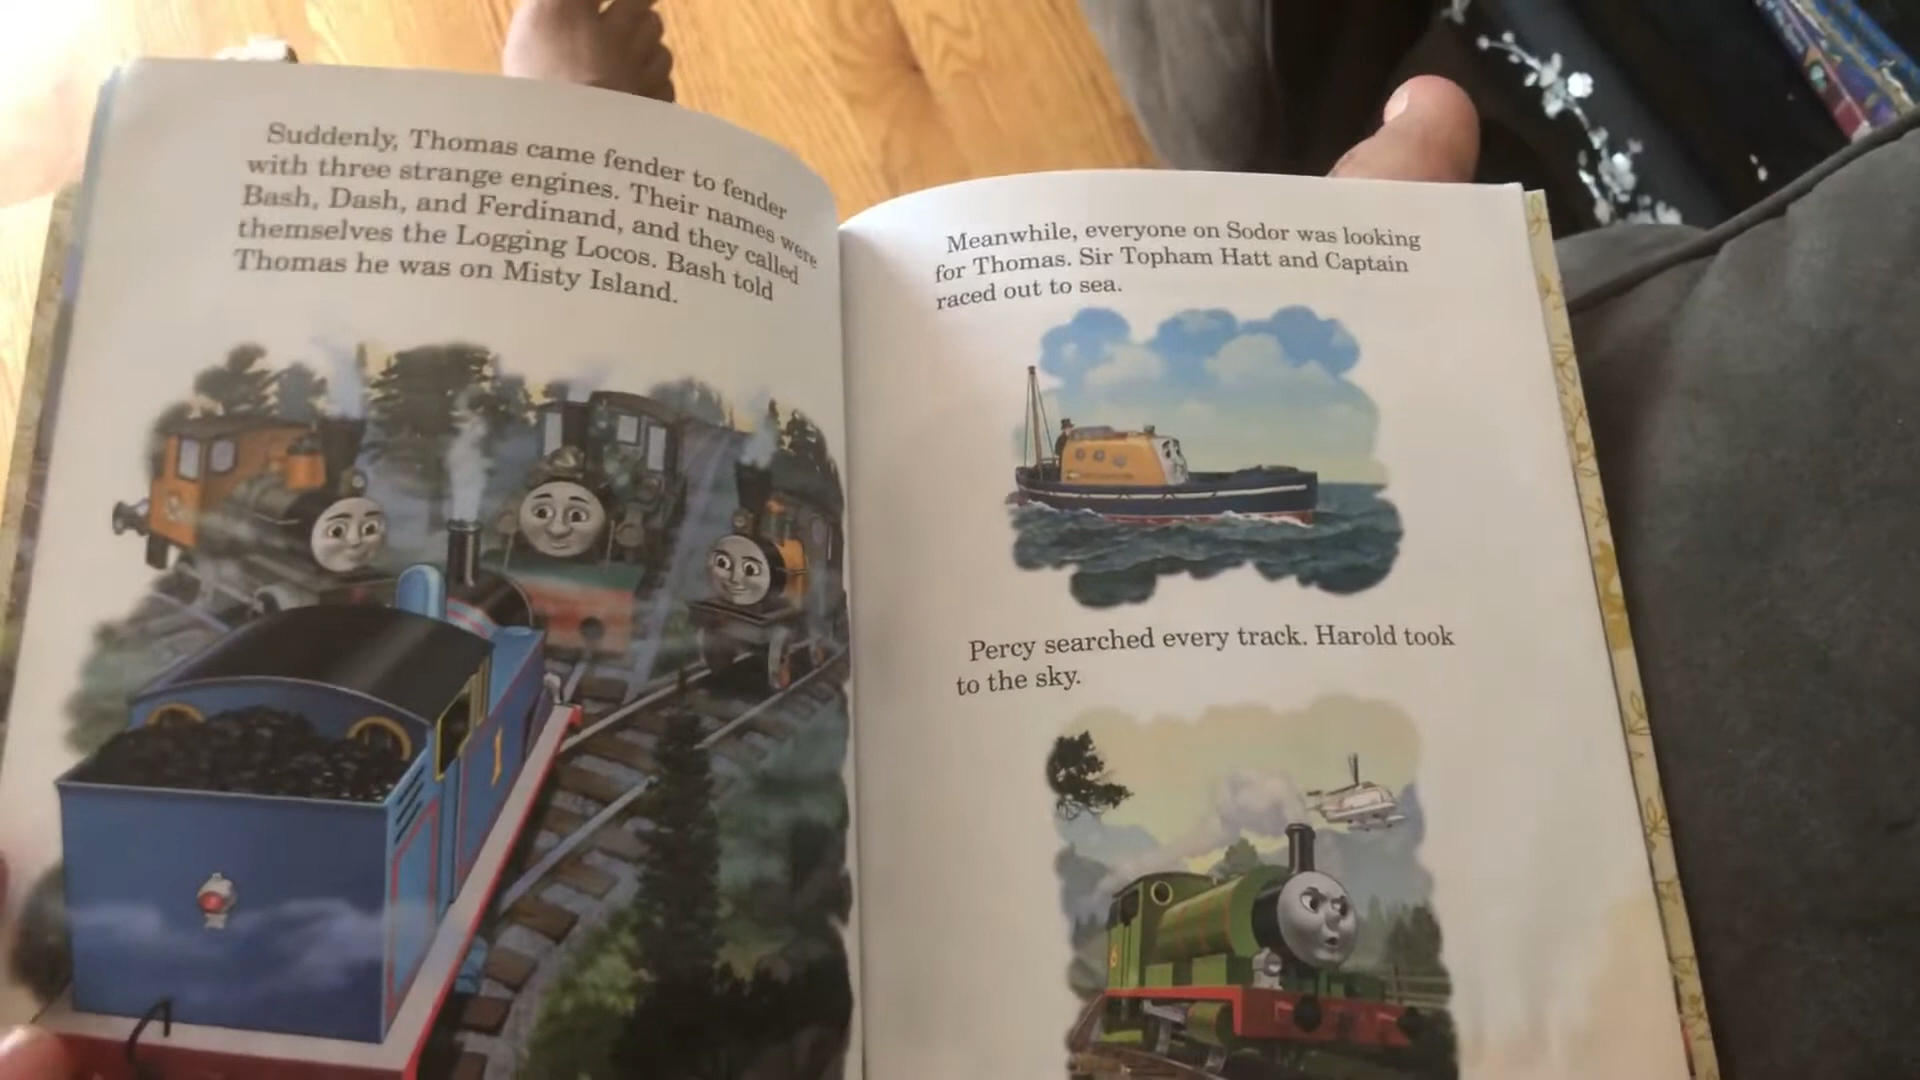 Suddenly, Thomas came fender to fender
with three strange engines. Their names were
Bash, Dash, and Ferdinand, and they called
themselves the Logging Locos. Bash told
Thomas he was on Misty Island.
1
Meanwhile, everyone on Sodor was looking
for Thomas. Sir Topham Hatt and Captain
raced out to sea.
Percy searched every track. Harold took
to the sky.
6